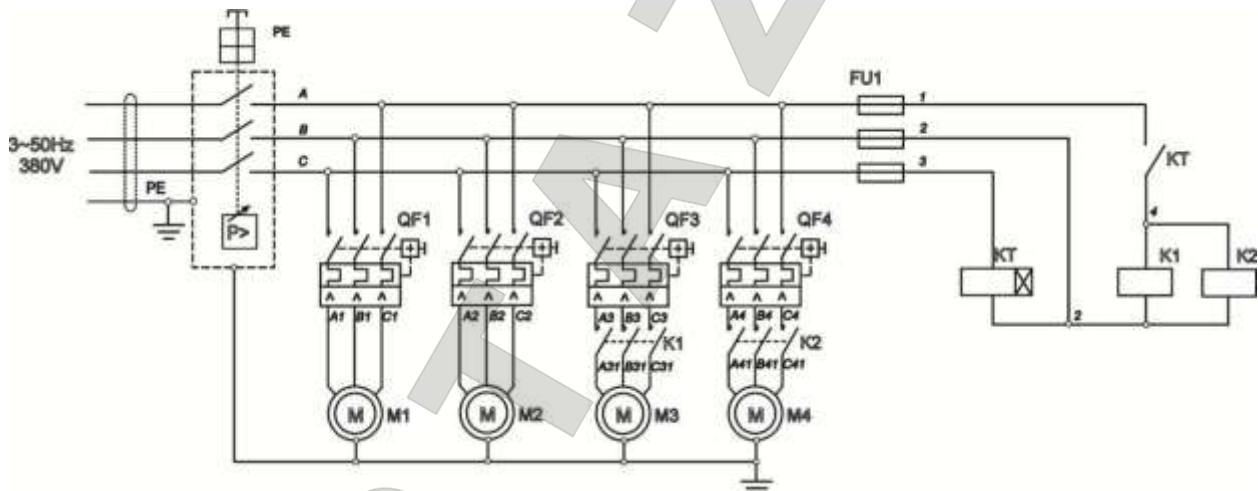 PE
A
FU1
1
B
2
3~50Hz
380V
C
3
KT
PE
P>
QF1
QF2
QF3
QF4
4
KT
K1
K2
A1 B1 C1
A2 B2 C2
A3 B3 C3
A4 B4 C4
2
K1
K2
A31 B31 C31
A41 B41 C41
M M1
M M2
M M3
M M4